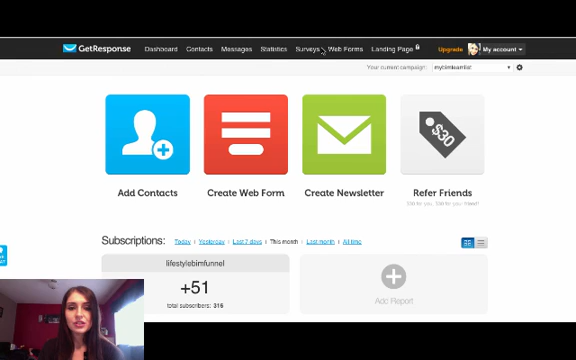 GetResponse Dashboard Contacts Messages Statistics Surveys Web Forms Landing Page Upgrade My account
Your current campaign:
$30
Add Contacts Create Web Form Create Newsletter Refer Friends
Subscriptions: Today Yesterday Last 7 days This month Last month All time
lifestylebimfunnel
+51
total subscribers: 316
Add Report